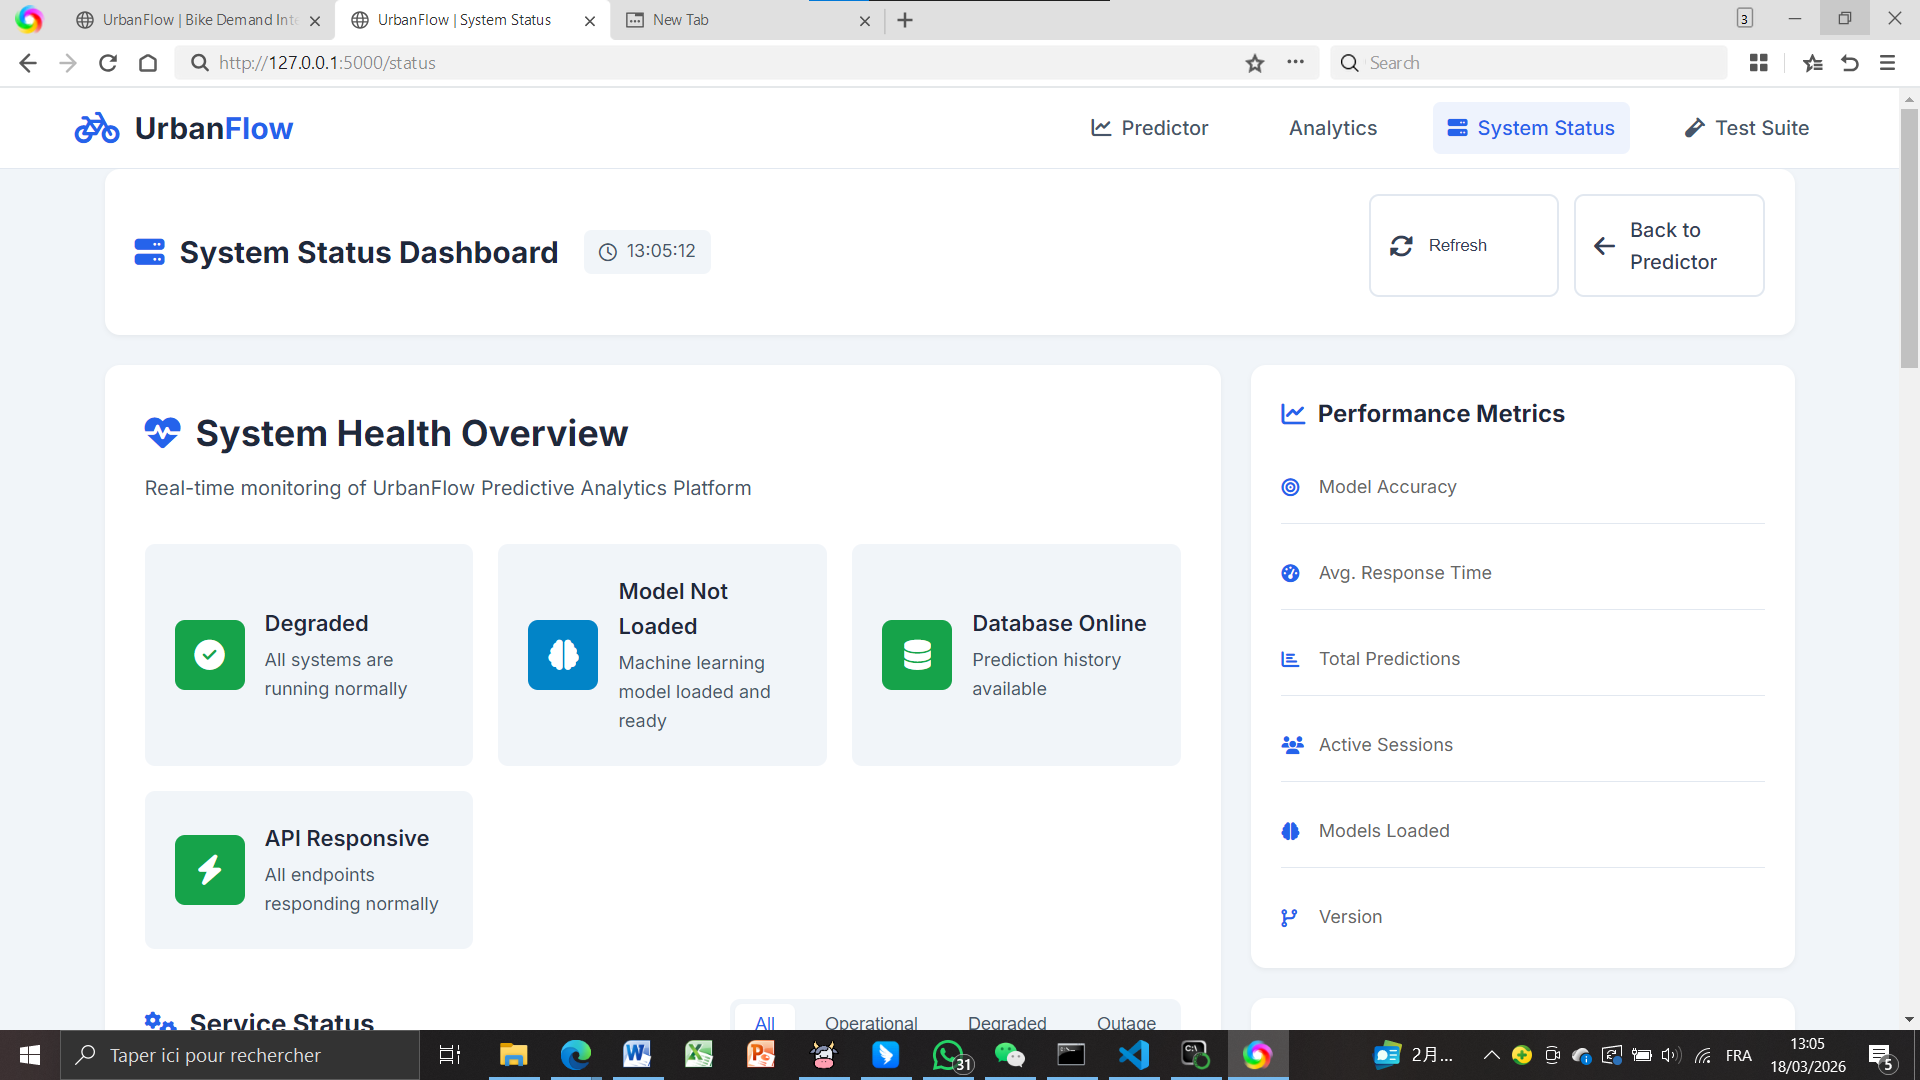 UrbanFlow | Bike Demand Inte
UrbanFlow | System Status
New Tab
3
http://127.0.0.1:5000/status
Search
UrbanFlow
Predictor
Analytics
System Status
Test Suite
System Status Dashboard
13:05:12
Refresh
Back to
Predictor
System Health Overview
Real-time monitoring of UrbanFlow Predictive Analytics Platform
Degraded
All systems are
running normally
Model Not
Loaded
Machine learning
model loaded and
ready
Database Online
Prediction history
available
API Responsive
All endpoints
responding normally
Performance Metrics
Model Accuracy
Avg. Response Time
Total Predictions
Active Sessions
Models Loaded
Version
Service Status
All
Operational
Degraded
Outage
Taper ici pour rechercher
31
2月...
FRA
13:05
18/03/2026
5